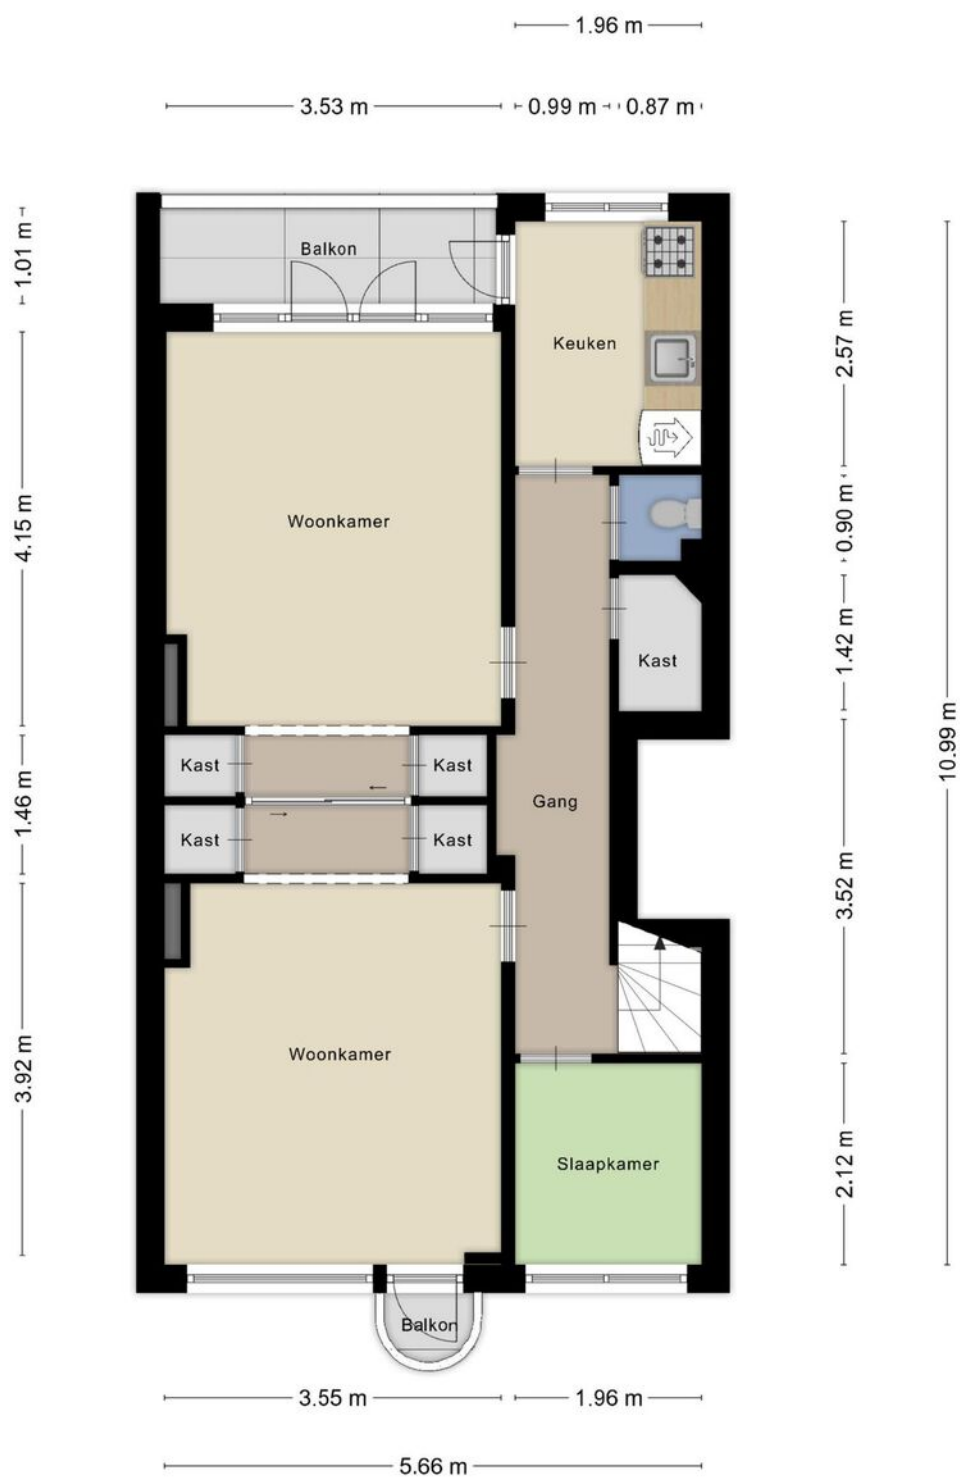 1.96 m
3.53 m
0.99 m
0.87 m
1.01 m
Balkon
Keuken
2.57 m
4.15 m
Woonkamer
0.90 m
1.42 m
Kast
10.99 m
Kast
Kast
1.46 m
Gang
Kast
Kast
3.52 m
3.92 m
Woonkamer
Slaapkamer
2.12 m
Balkon
3.55 m
1.96 m
5.66 m